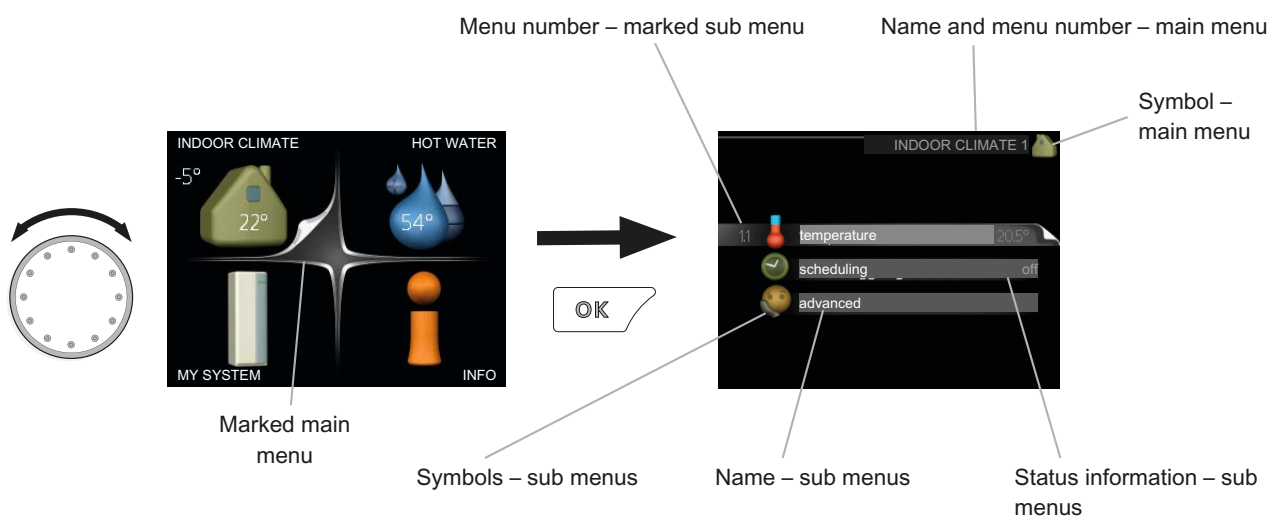 Menu number – marked sub menu
Name and menu number – main menu
Symbol –
main menu
INDOOR CLIMATE
HOT WATER
-5°
22°
54°
MY SYSTEM
INFO
OK
INDOOR CLIMATE 1
1.1
temperature
20.5°
scheduling
off
advanced
Marked main
menu
Symbols – sub menus
Name – sub menus
Status information – sub
menus